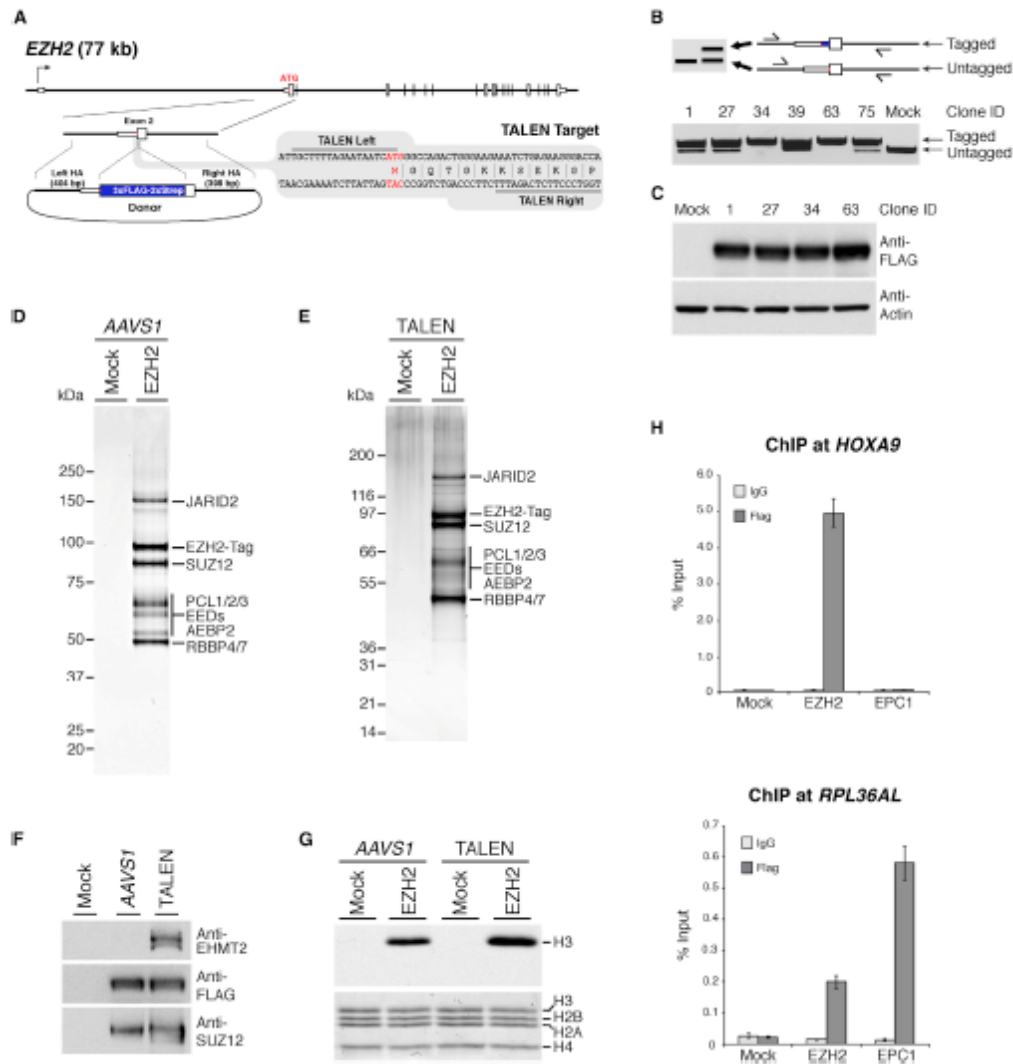 A
EZH2 (77 kb)
ATG
Exon 2
TALEN Left
TALEN Target
ATTGCTTTTAGAATAATCATGGGCCAGACTGGGAAGAAATCTGAGAAGGGACCA
M G Q T G K K S E K G P
TAACGAAAATCTTATTAGTACCCGGTCTGACCCTTCTTTAGACTCTTCCCTGGT
TALEN Right
Left HA
(404 bp)
Right HA
3xFLAG-2xStrep
Donor
B
Tagged
Untagged
1 27 34 39 63 75 Mock Clone ID
Tagged
Untagged
C
Mock 1 27 34 63 Clone ID
Anti-
FLAG
Anti-
Actin
D
AAVS1
Mock
EZH2
kDa
250
150
100
75
50
37
25
20
JARID2
EZH2-Tag
SUZ12
PCL1/2/3
EEDs
AEBP2
RBBP4/7
E
TALEN
Mock
EZH2
kDa
200
116
97
66
55
36
31
21
14
JARID2
EZH2-Tag
SUZ12
PCL1/2/3
EEDs
AEBP2
RBBP4/7
F
Mock
AAVS1
TALEN
Anti-
EHMT2
Anti-
FLAG
Anti-
SUZ12
G
AAVS1 TALEN
Mock
EZH2
Mock
EZH2
H3
H3
H2B
H2A
H4
H
ChIP at HOXA9
IgG
Flag
% Input
6.0
5.0
4.0
3.0
2.0
1.0
0
Mock EZH2 EPC1
ChIP at RPL36AL
IgG
Flag
% Input
0.7
0.6
0.5
0.4
0.3
0.2
0.1
0
Mock EZH2 EPC1